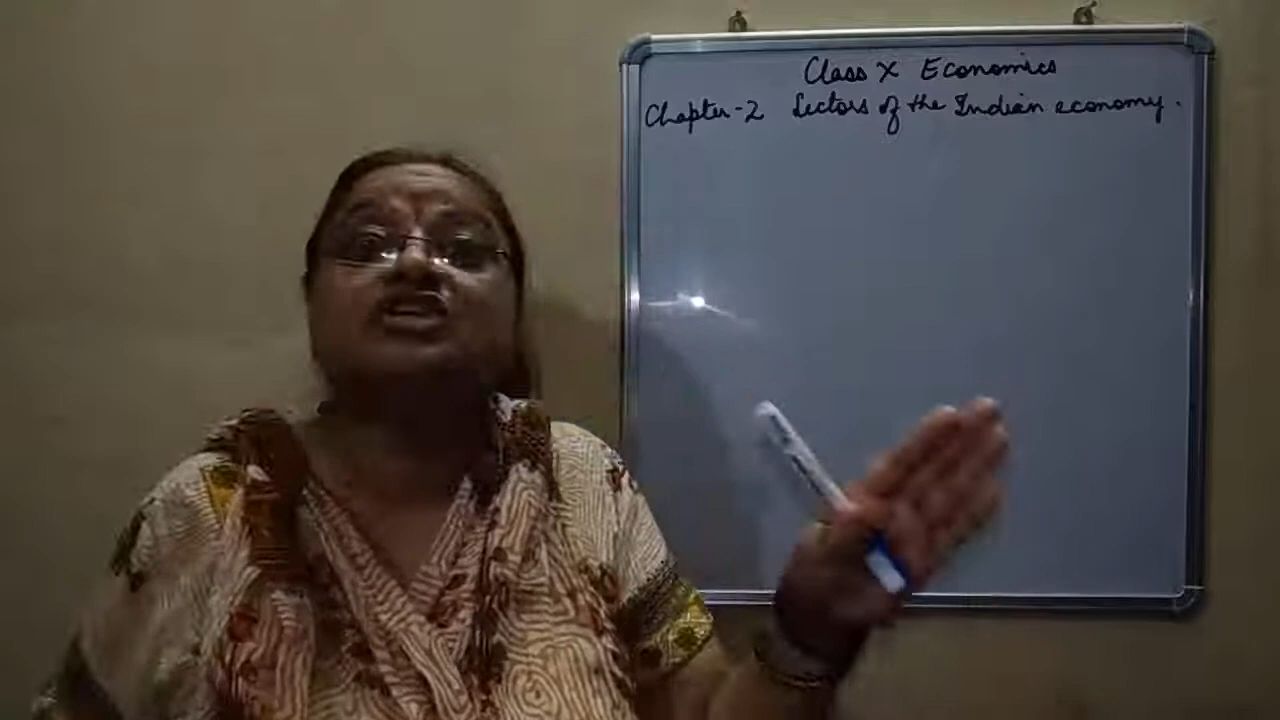 Class X Economics
Chapter-2 Sectors of the Indian economy.